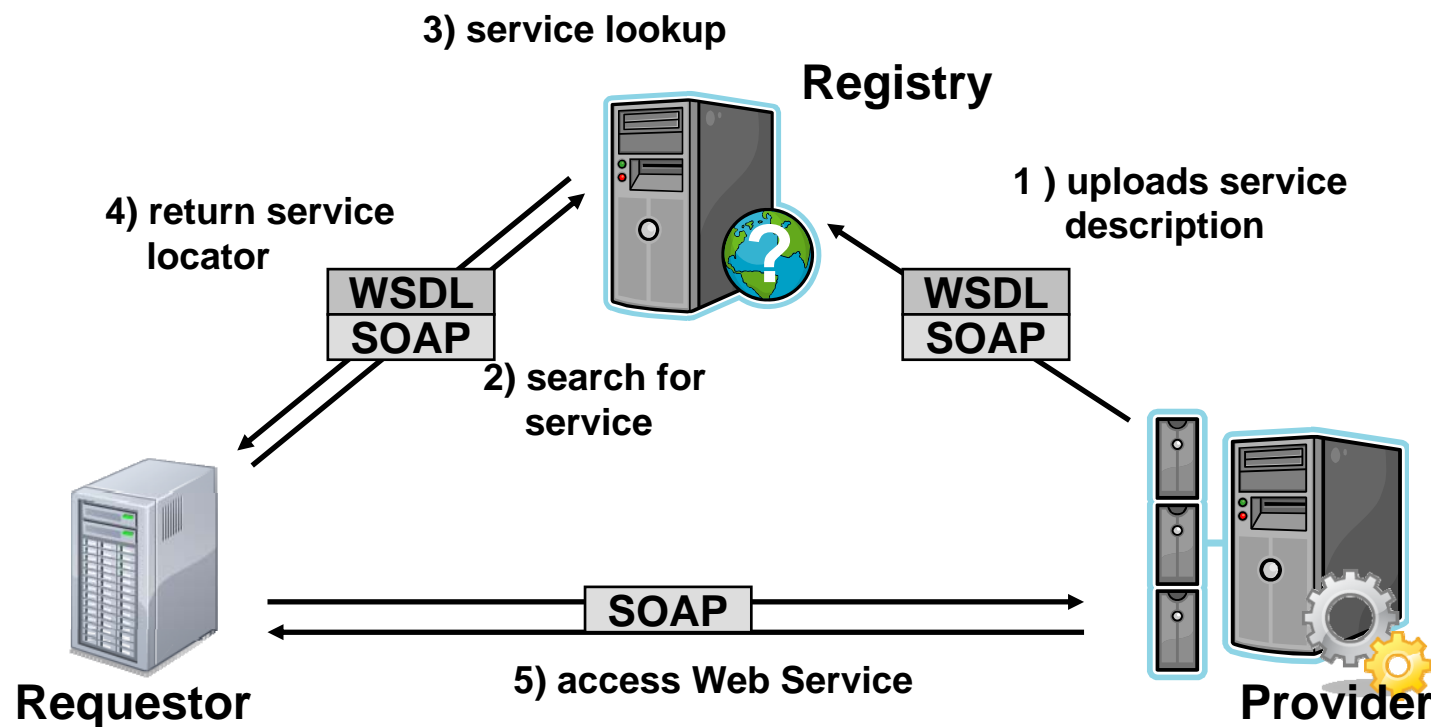 3) service lookup
Registry
1 ) uploads service
description
4) return service
locator
WSDL
SOAP
WSDL
SOAP
?
2) search for
service
SOAP
5) access Web Service
Requestor
Provider